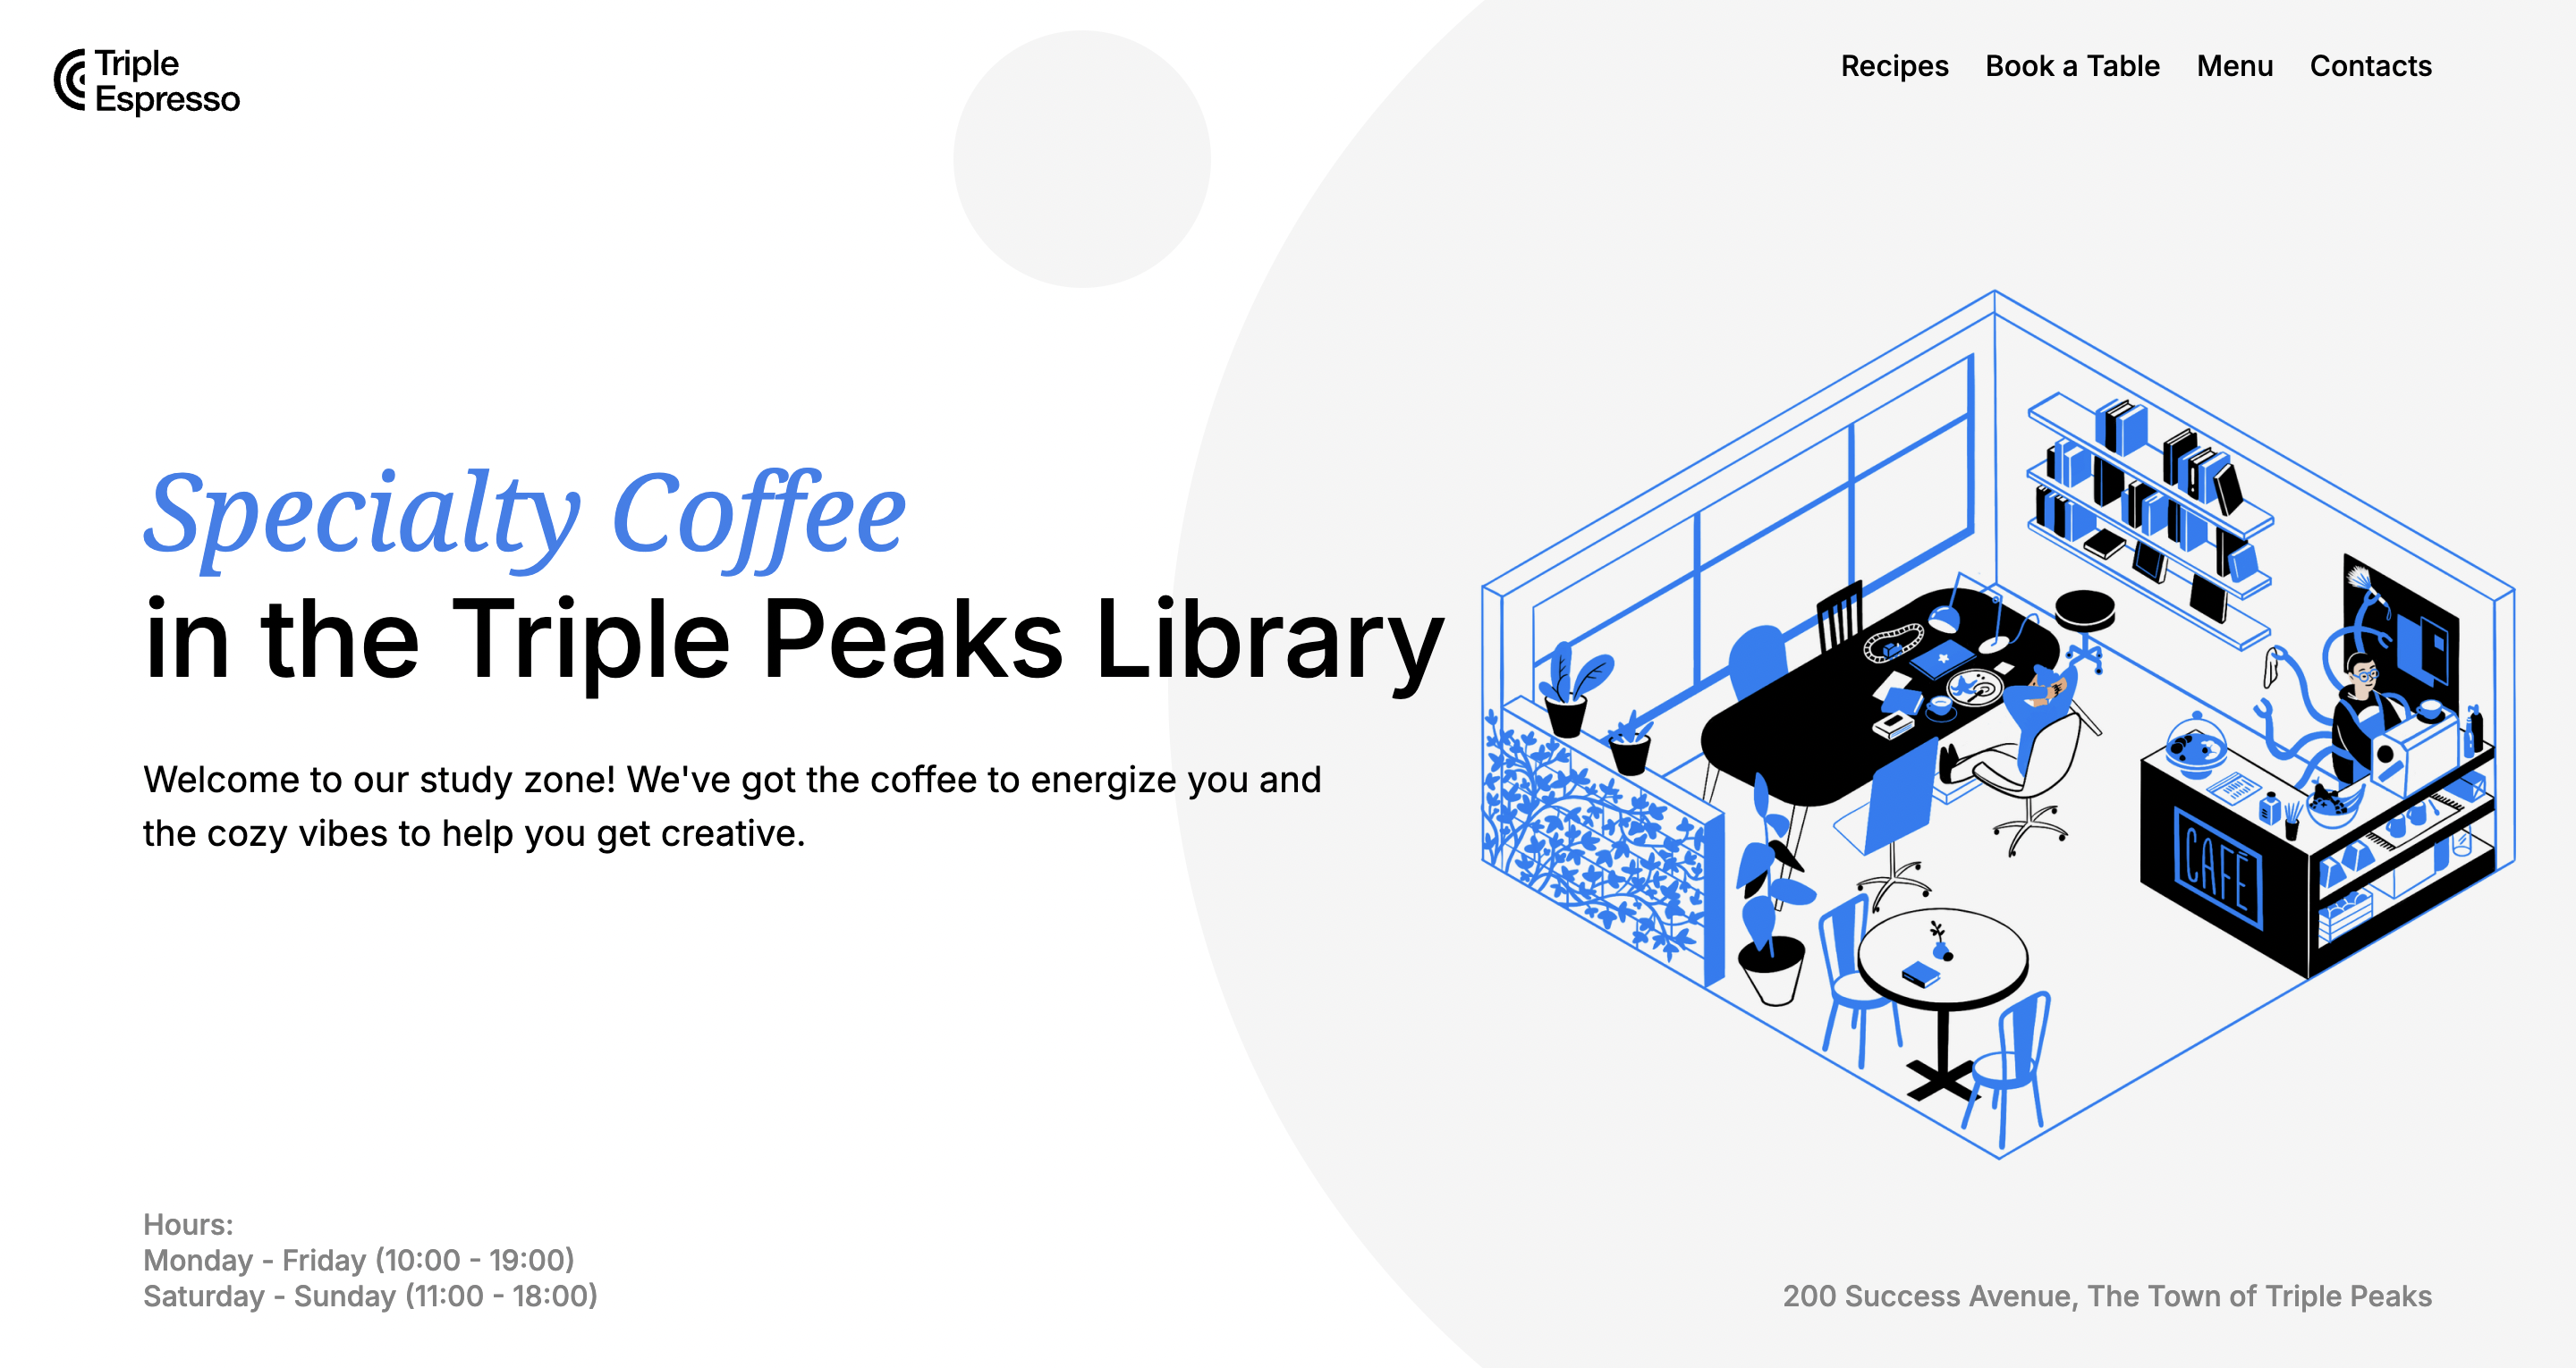 Triple
Espresso
Recipes Book a Table Menu Contacts
Specialty Coffee
in the Triple Peaks Library
Welcome to our study zone! We've got the coffee to energize you and
the cozy vibes to help you get creative.
CAFÉ
Hours:
Monday - Friday (10:00 - 19:00)
Saturday - Sunday (11:00 - 18:00)
200 Success Avenue, The Town of Triple Peaks